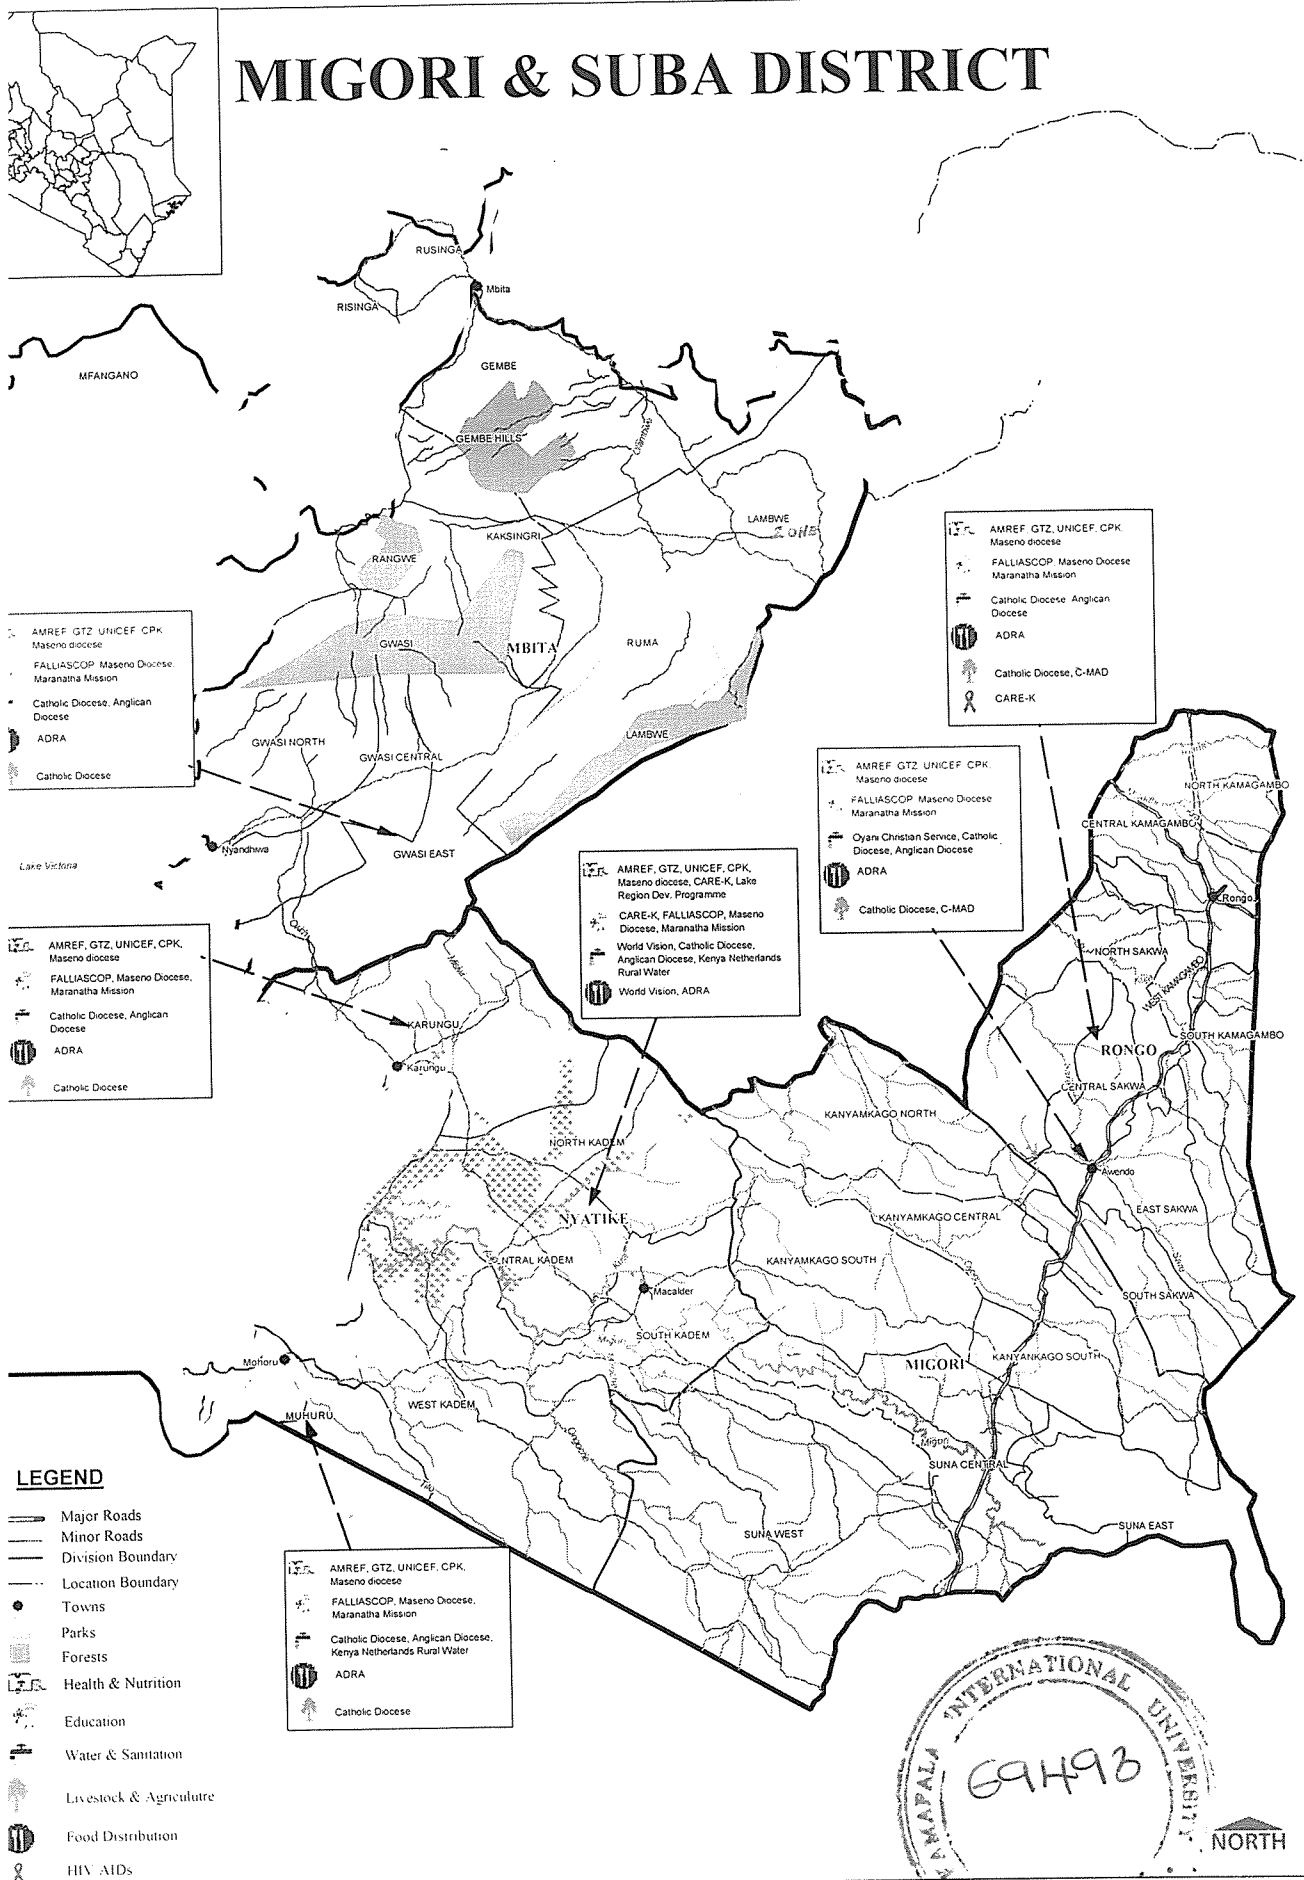 MIGORI & SUBA DISTRICT
RUSINGA
Mbita
RISINGA
MFANGANO
GEMBE
GEMBE HILLS
LAMBWE
ZONE
KAKSINGRI
RANGWE
GWASI
MBITA
RUMA
LAMBWE
GWASI NORTH
GWASI CENTRAL
Nyandhiwa
GWASI EAST
Lake Victoria
AMREF GTZ UNICEF CPK
Maseno diocese
FALLIASCOP Maseno Diocese,
Maranatha Mission
Catholic Diocese, Anglican
Diocese
ADRA
Catholic Diocese
AMREF, GTZ, UNICEF, CPK,
Maseno diocese
FALLIASCOP, Maseno Diocese,
Maranatha Mission
Catholic Diocese, Anglican
Diocese
ADRA
Catholic Diocese
AMREF, GTZ, UNICEF, CPK,
Maseno diocese, CARE-K, Lake
Region Dev. Programme
CARE-K, FALLIASCOP, Maseno
Diocese, Maranatha Mission
World Vision, Catholic Diocese,
Anglican Diocese, Kenya Netherlands
Rural Water
World Vision, ADRA
AMREF GTZ UNICEF CPK.
Maseno diocese
FALLIASCOP Maseno Diocese
Maranatha Mission
Oyani Christian Service, Catholic
Diocese, Anglican Diocese
ADRA
Catholic Diocese, C-MAD
AMREF, GTZ, UNICEF, CPK.
Maseno diocese
FALLIASCOP, Maseno Diocese
Maranatha Mission
Catholic Diocese Anglican
Diocese
ADRA
Catholic Diocese, C-MAD
CARE-K
NORTH KAMAGAMBO
CENTRAL KAMAGAMBO
Rongo
NORTH SAKWA
WEST KAMAGAMBO
SOUTH KAMAGAMBO
RONGO
CENTRAL SAKWA
KARUNGU
Karungu
KANYAMKAGO NORTH
NORTH KADEM
Awendo
NYATIKE
KANYAMKAGO CENTRAL
EAST SAKWA
NTRAL KADEM
KANYAMKAGO SOUTH
Macalder
SOUTH SAKWA
SOUTH KADEM
MIGORI
KANYANKAGO SOUTH
Mohoru
WEST KADEM
MUHURU
Migori
SUNA CENTRAL
SUNA WEST
SUNA EAST
AMREF, GTZ, UNICEF, CPK,
Maseno diocese
FALLIASCOP, Maseno Diocese,
Maranatha Mission
Catholic Diocese, Anglican Diocese,
Kenya Netherlands Rural Water
ADRA
Catholic Diocese
LEGEND
Major Roads
Minor Roads
Division Boundary
Location Boundary
Towns
Parks
Forests
Health & Nutrition
Education
Water & Sanitation
Livestock & Agriculutre
Food Distribution
HIV AIDs
INTERNATIONAL UNIVERSITY
69493
NORTH